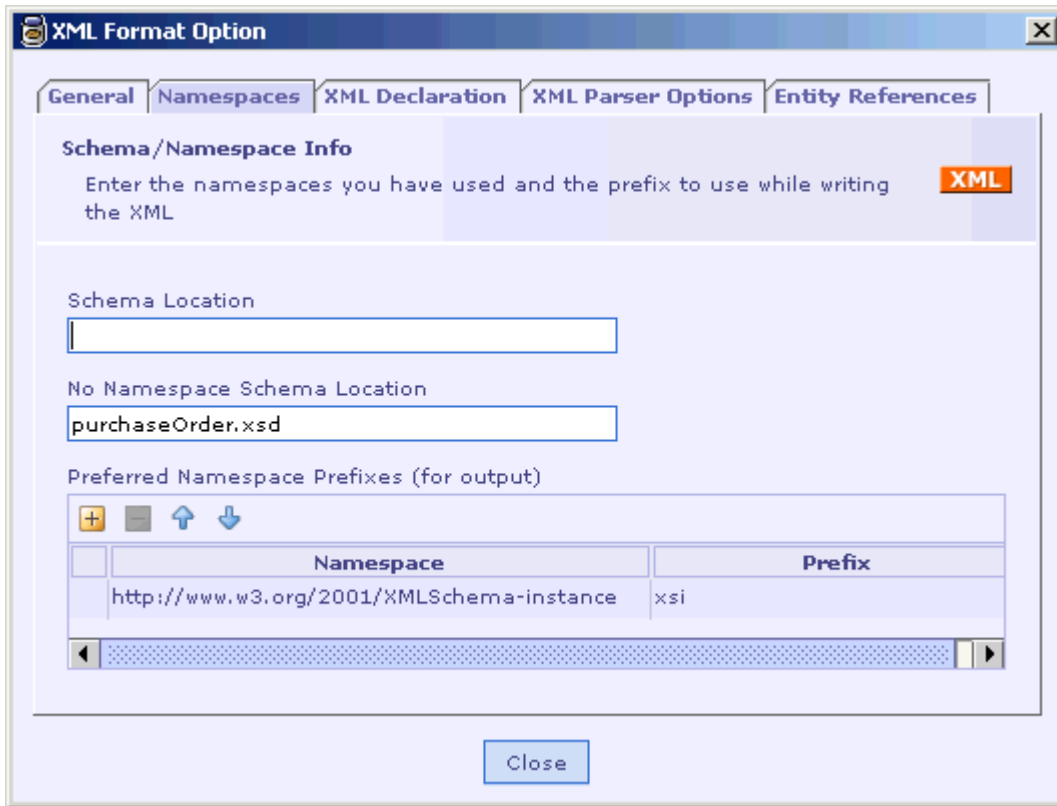 XML Format Option
General Namespaces XML Declaration XML Parser Options Entity References
Schema/Namespace Info
Enter the namespaces you have used and the prefix to use while writing
the XML
XML
Schema Location
No Namespace Schema Location
purchaseOrder.xsd
Preferred Namespace Prefixes (for output)
Namespace Prefix
http://www.w3.org/2001/XMLSchema-instance xsi
Close